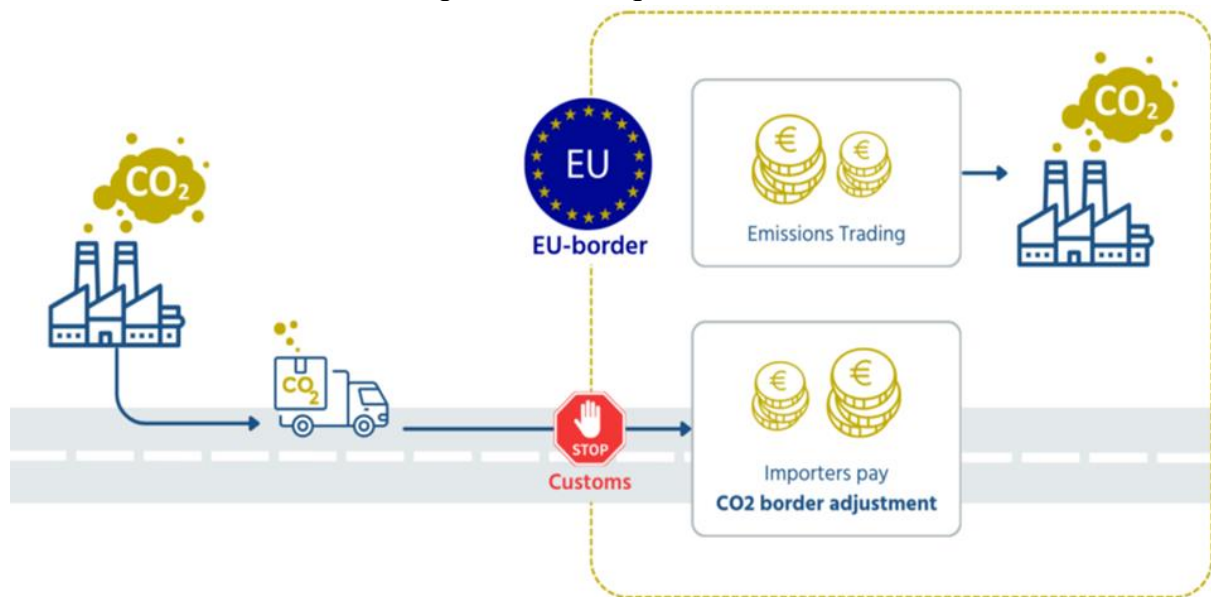 CO2
EU
EU-border
Emissions Trading
CO2
CO2
STOP
Customs
Importers pay
CO2 border adjustment